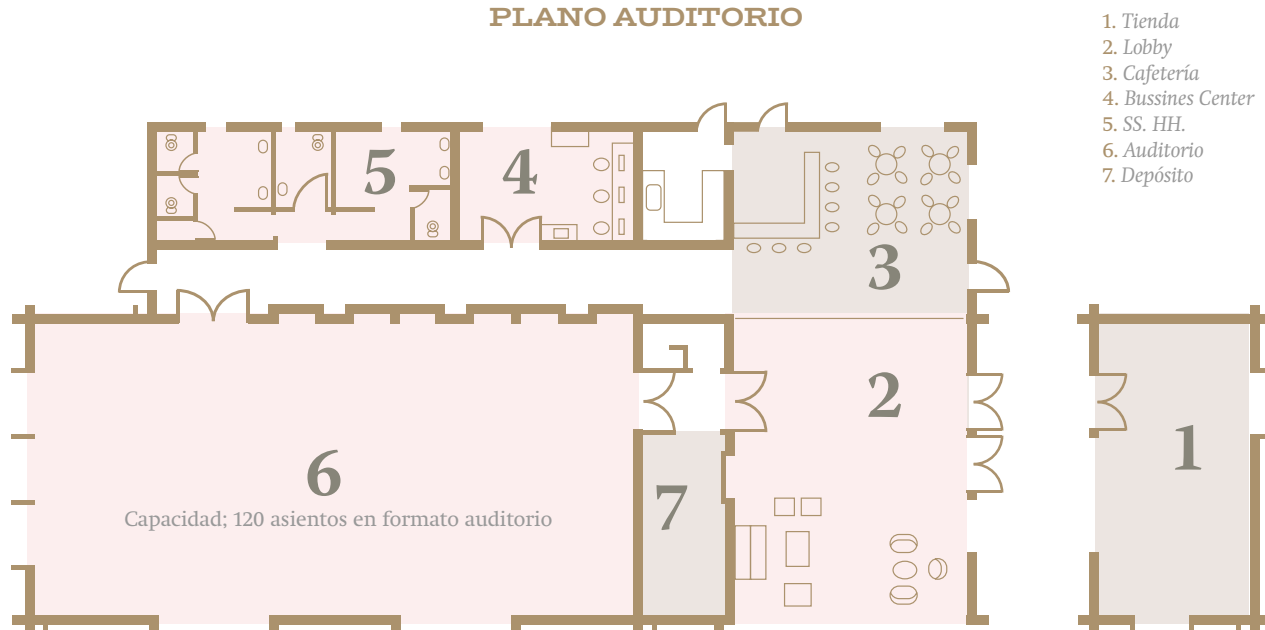 PLANO AUDITORIO
1. Tienda
2. Lobby
3. Cafetería
4. Bussines Center
5. SS. HH.
6. Auditorio
7. Depósito
5
4
3
2
1
6
Capacidad; 120 asientos en formato auditorio
7